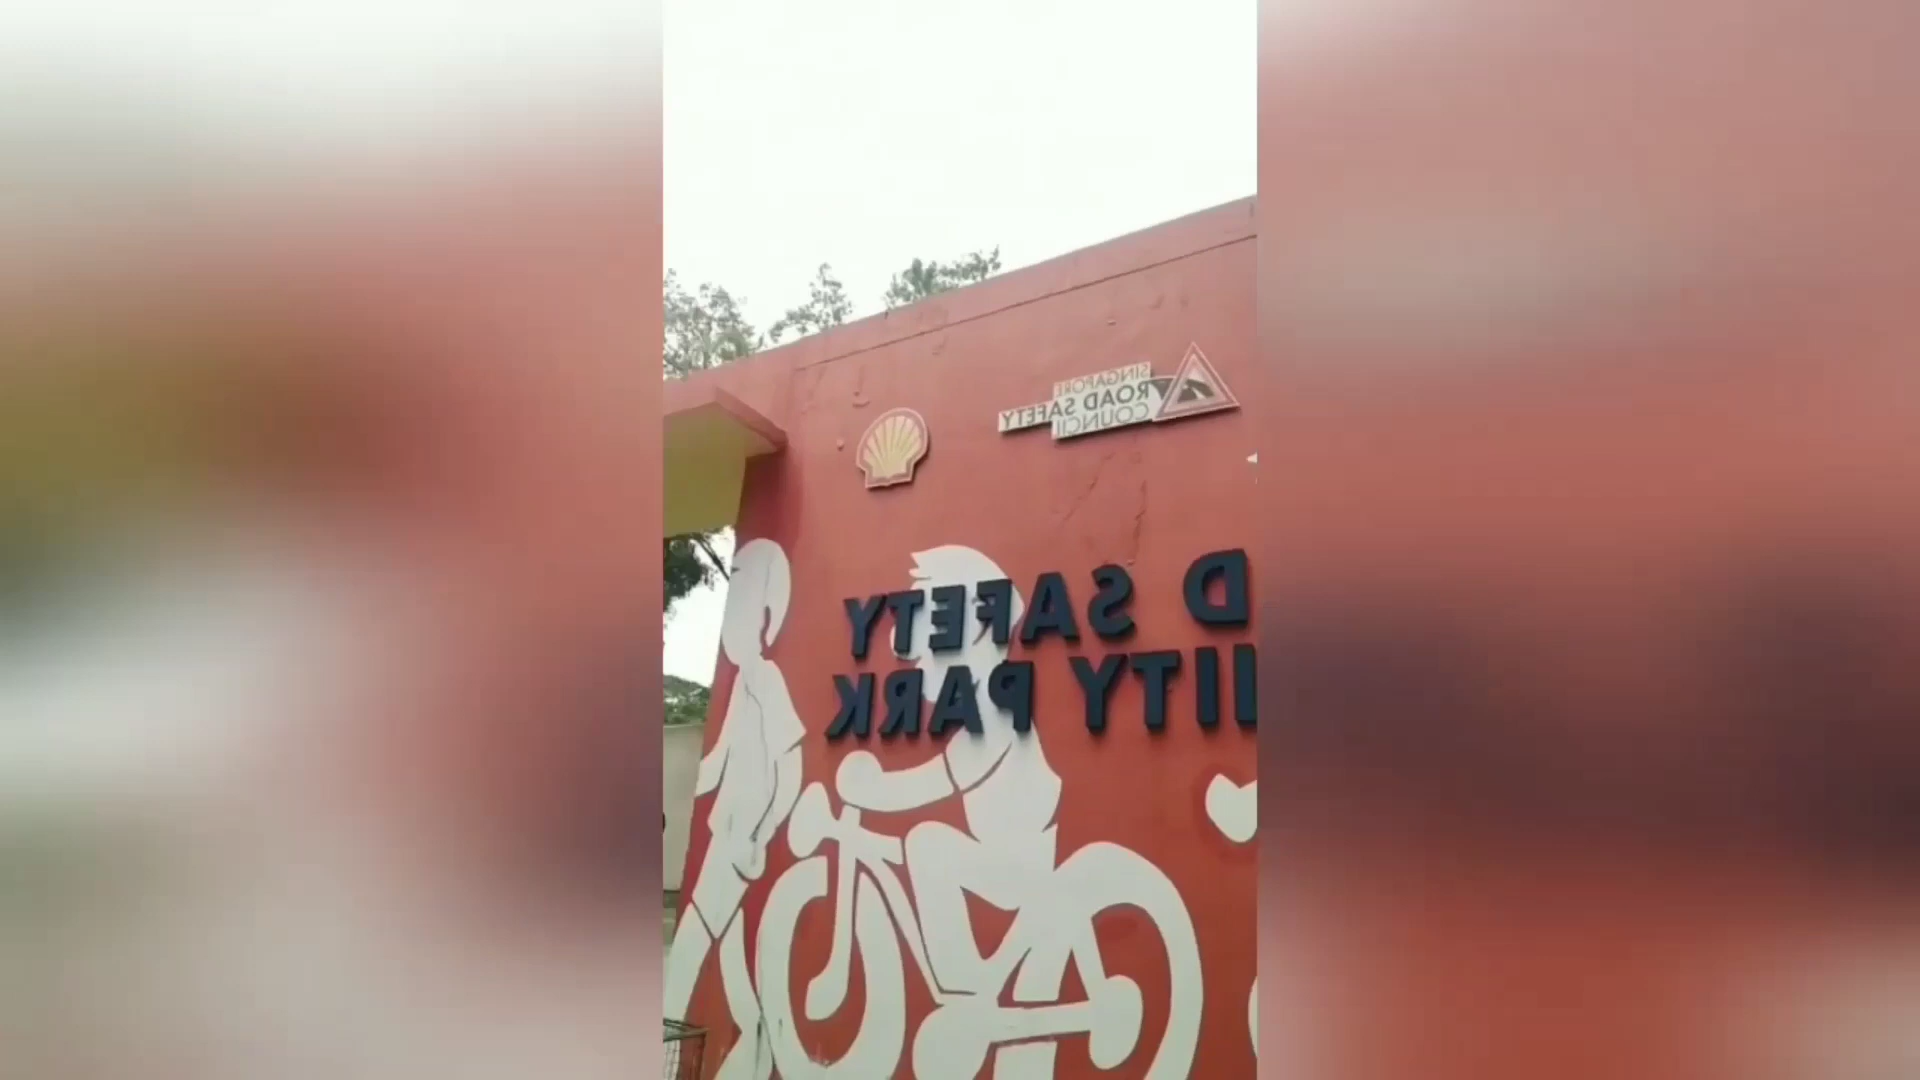 SINGAPORE
ROAD SAFETY
COUNCIL
D SAFETY
ITY PARK